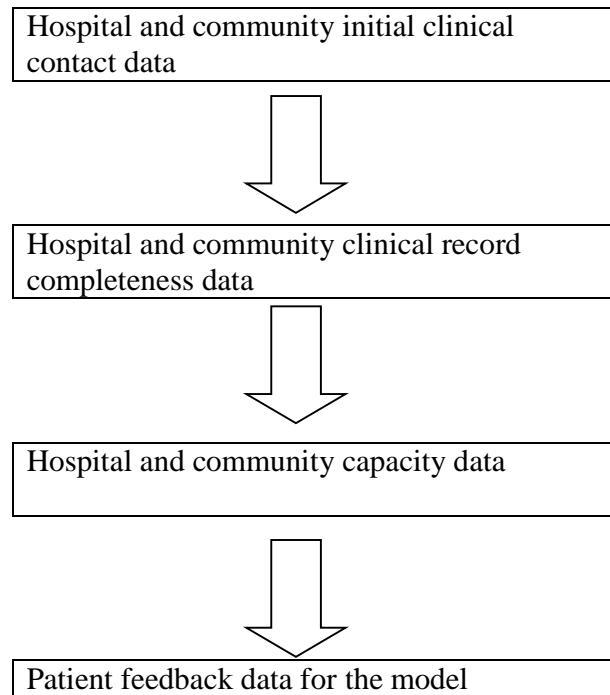 Hospital and community initial clinical
contact data
Hospital and community clinical record
completeness data
Hospital and community capacity data
Patient feedback data for the model